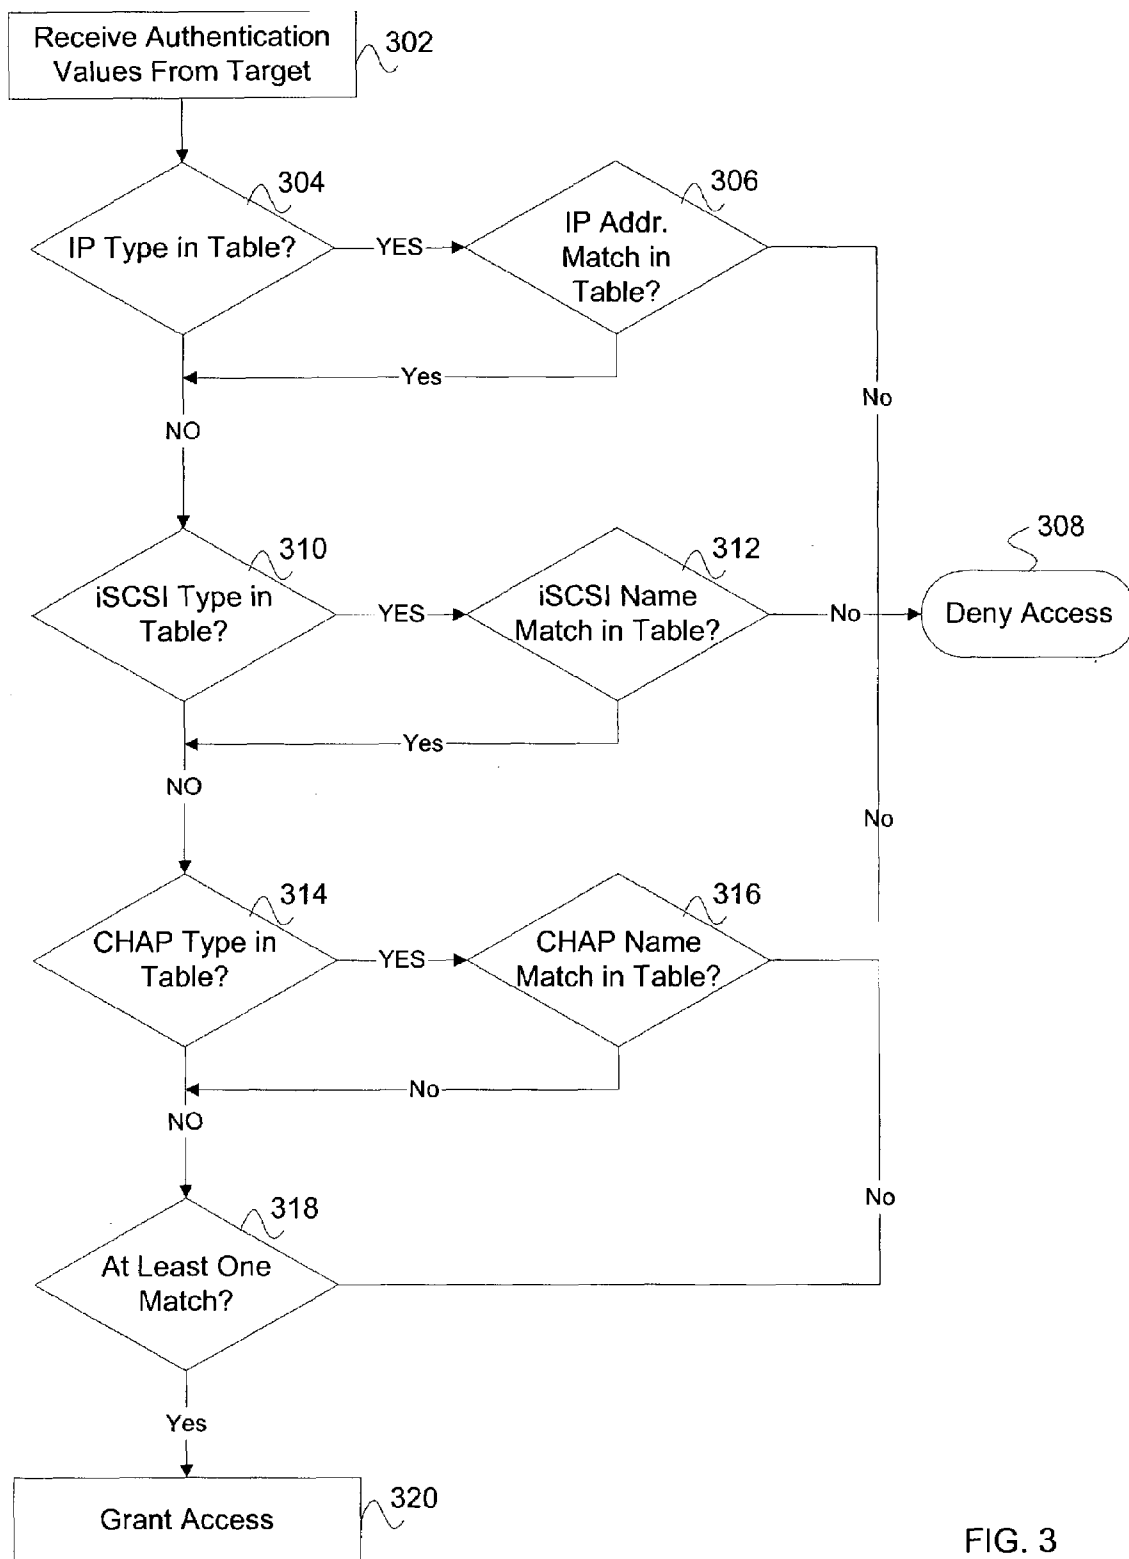 Receive Authentication
Values From Target
302
304
IP Type in Table?
YES
306
IP Addr.
Match in
Table?
Yes
No
NO
310
iSCSI Type in
Table?
YES
312
iSCSI Name
Match in Table?
No
308
Deny Access
Yes
NO
No
314
CHAP Type in
Table?
YES
316
CHAP Name
Match in Table?
No
NO
No
318
At Least One
Match?
Yes
Grant Access
320
FIG. 3